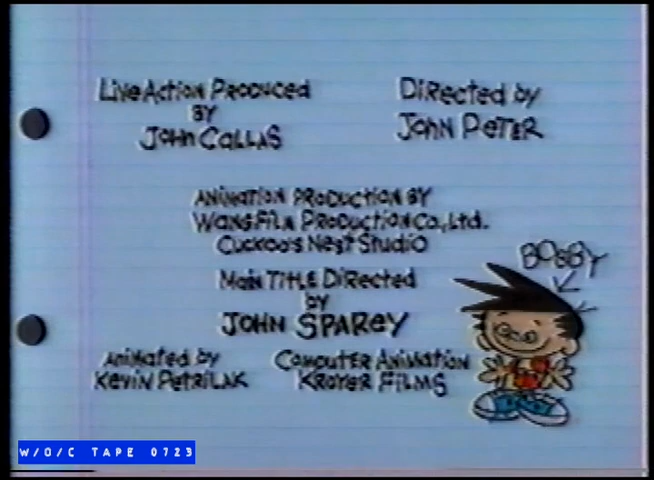 Live Action Produced
By
John Callas
Directed by
John Peter
Animation Production By
Wang Film Production Co., Ltd.
Cuckoo's Nest Studio
Main Title Directed
by
John Sparey
Animated by
Kevin Petrilak
Computer Animation
Kroyer Films
BOBBY
W/O/C TAPE 0723